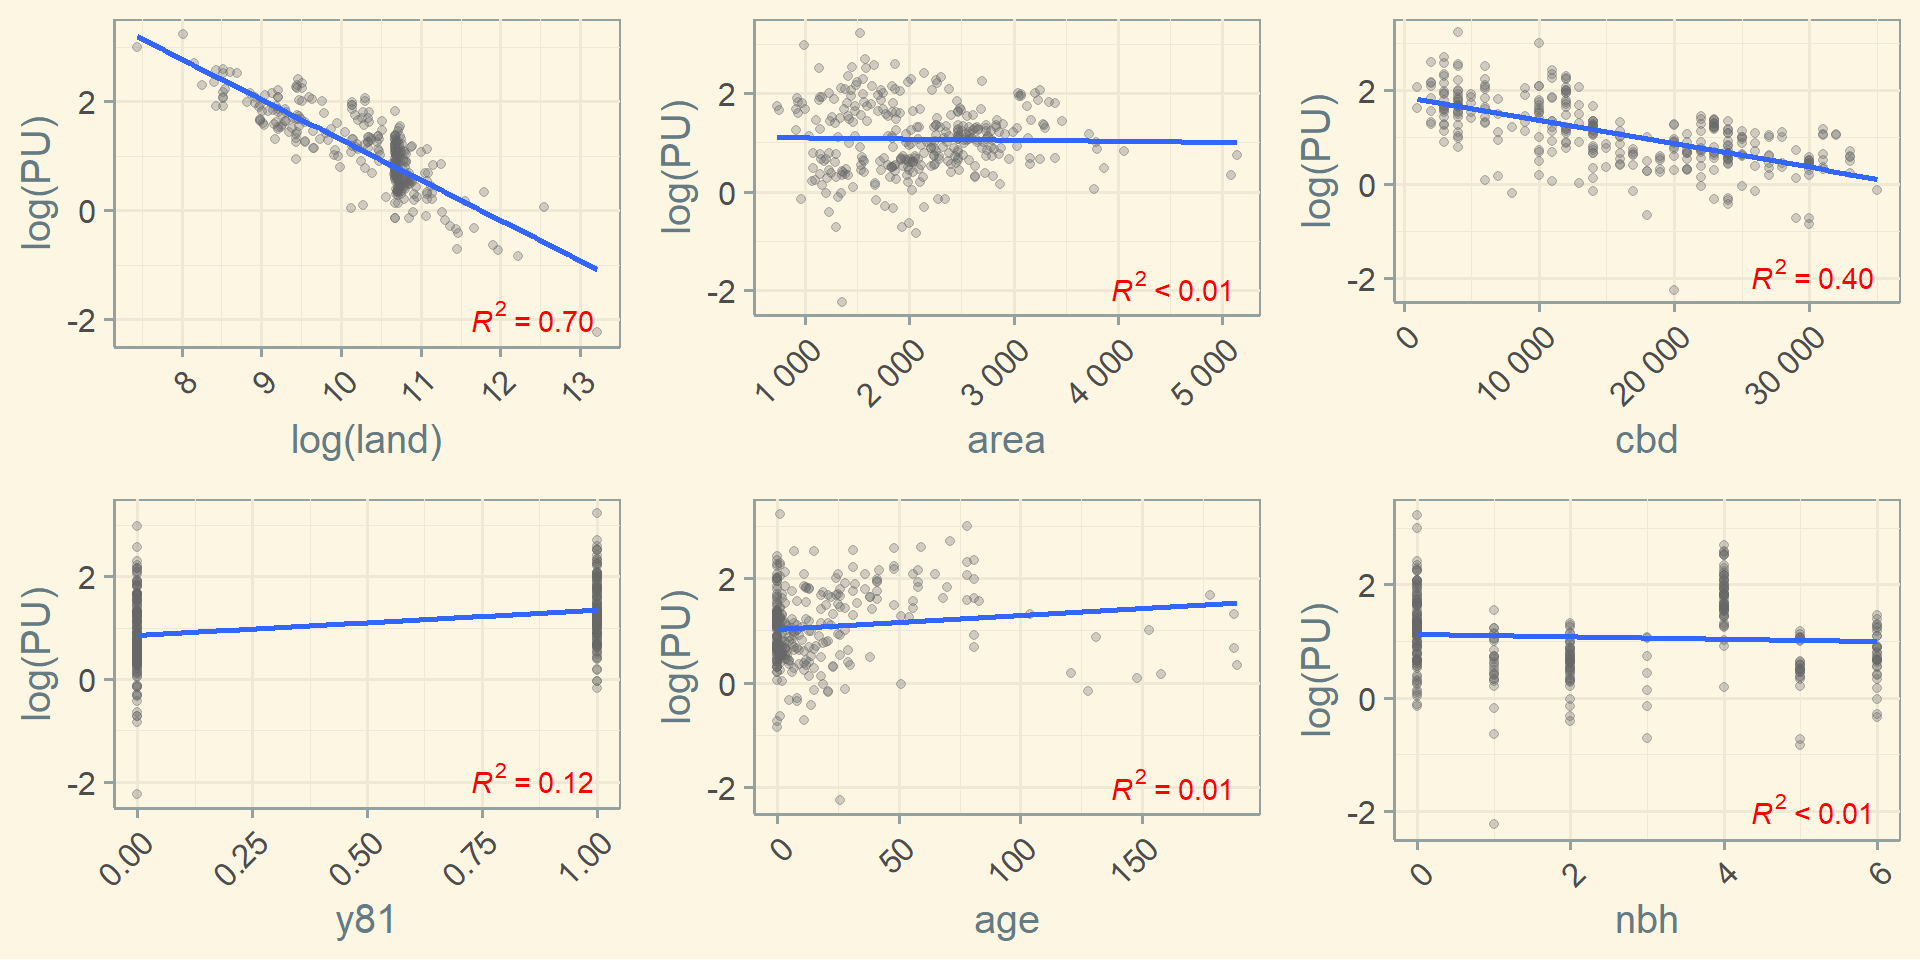 log(PU)
2
0
-2
R² = 0.70
8 9 10 11 12 13
log(land)
log(PU)
2
0
-2
R² < 0.01
1 000 2 000 3 000 4 000 5 000
area
log(PU)
2
0
-2
R² = 0.40
0 10 000 20 000 30 000
cbd
log(PU)
2
0
-2
R² = 0.12
0.00 0.25 0.50 0.75 1.00
y81
log(PU)
2
0
-2
R² = 0.01
0 50 100 150
age
log(PU)
2
0
-2
R² < 0.01
0 2 4 6
nbh